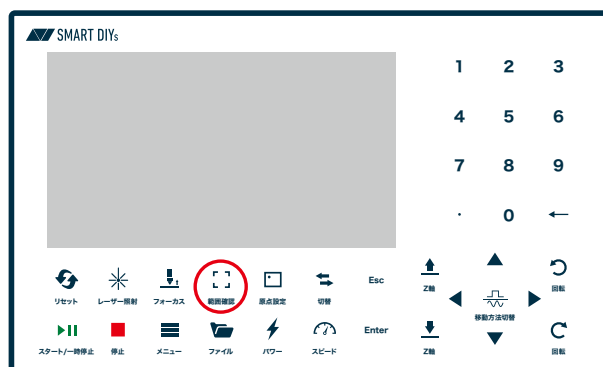 SMART DIYs
1 2 3
4 5 6
7 8 9
. 0 ←
リセット レーザー照射 フォーカス 範囲確認 原点設定 切替 Esc Z軸 回転
移動方法切替
スタート/一時停止 停止 メニュー ファイル パワー スピード Enter Z軸 回転